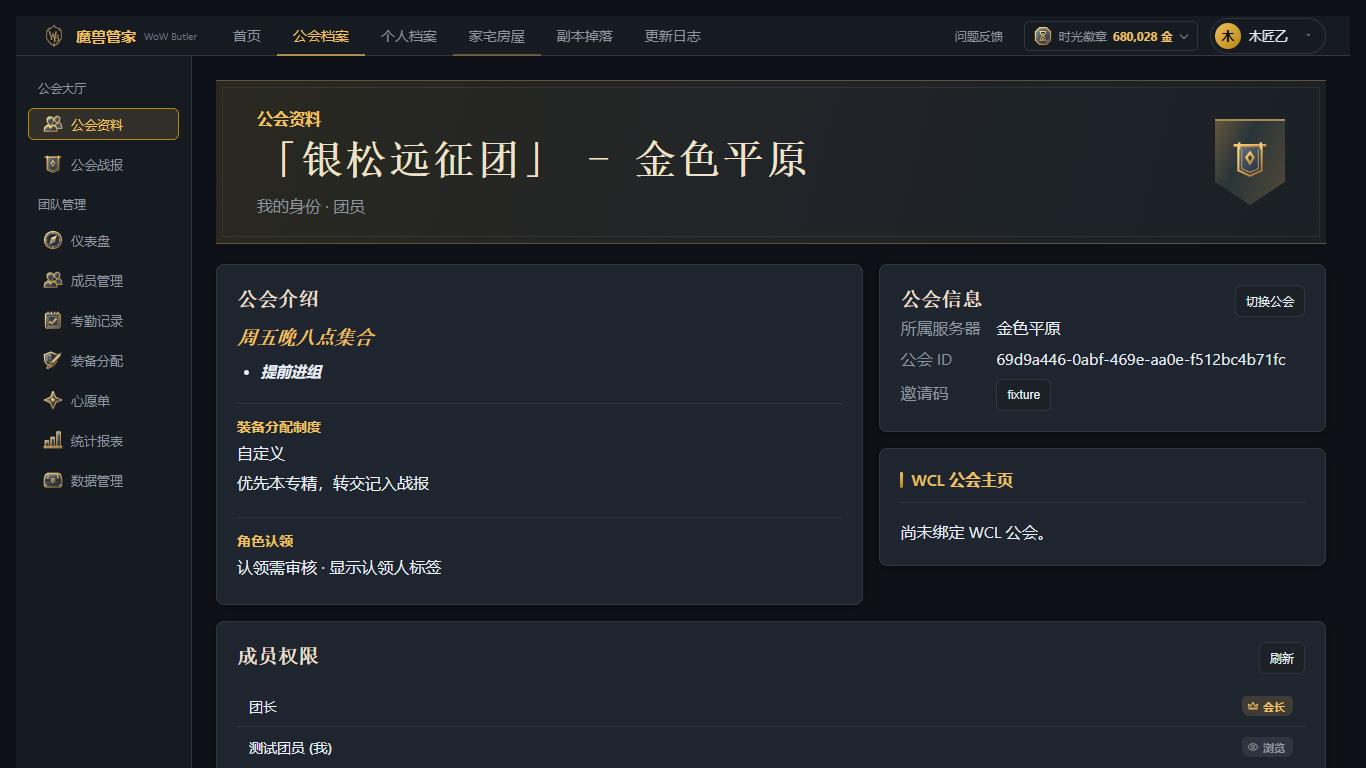 魔兽管家 WoW Butler 首页 公会档案 个人档案 家宅房屋 副本掉落 更新日志 问题反馈 时光徽章 680,028 金 木 木匠乙
公会大厅
公会资料
公会战报
团队管理
仪表盘
成员管理
考勤记录
装备分配
心愿单
统计报表
数据管理
公会资料
「银松远征团」 - 金色平原
我的身份 · 团员
公会介绍
周五晚八点集合
• 提前进组
装备分配制度
自定义
优先本专精，转交记入战报
角色认领
认领需审核 · 显示认领人标签
公会信息 切换公会
所属服务器 金色平原
公会 ID 69d9a446-0abf-469e-aa0e-f512bc4b71fc
邀请码 fixture
WCL 公会主页
尚未绑定 WCL 公会。
成员权限 刷新
团长 会长
测试团员 (我) 浏览